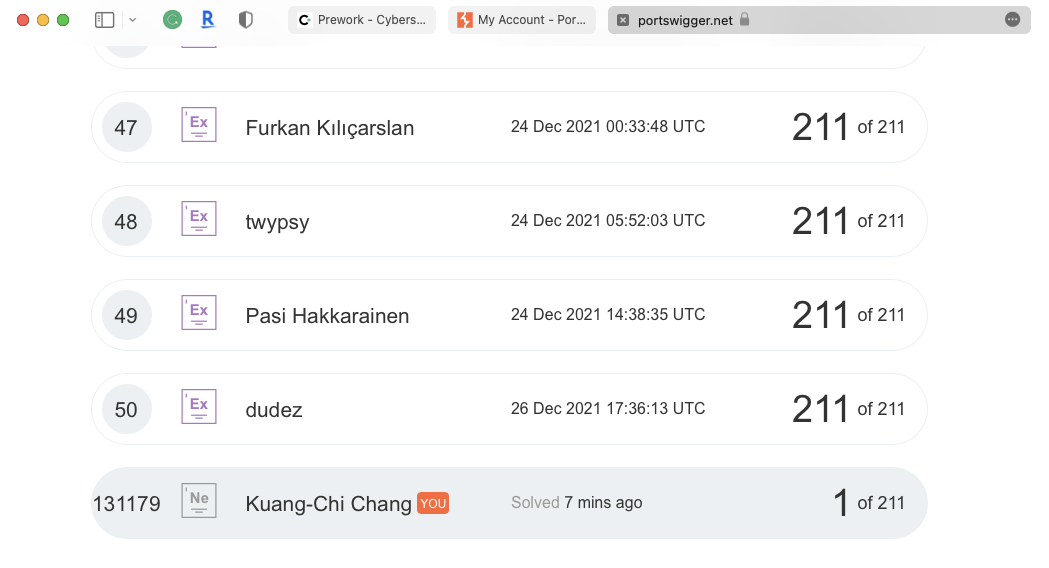 Prework - Cybers...
My Account - Por...
portswigger.net
47 Ex Furkan Kılıçarslan 24 Dec 2021 00:33:48 UTC 211 of 211
48 Ex twypsy 24 Dec 2021 05:52:03 UTC 211 of 211
49 Ex Pasi Hakkarainen 24 Dec 2021 14:38:35 UTC 211 of 211
50 Ex dudez 26 Dec 2021 17:36:13 UTC 211 of 211
131179 Ne Kuang-Chi Chang YOU Solved 7 mins ago 1 of 211